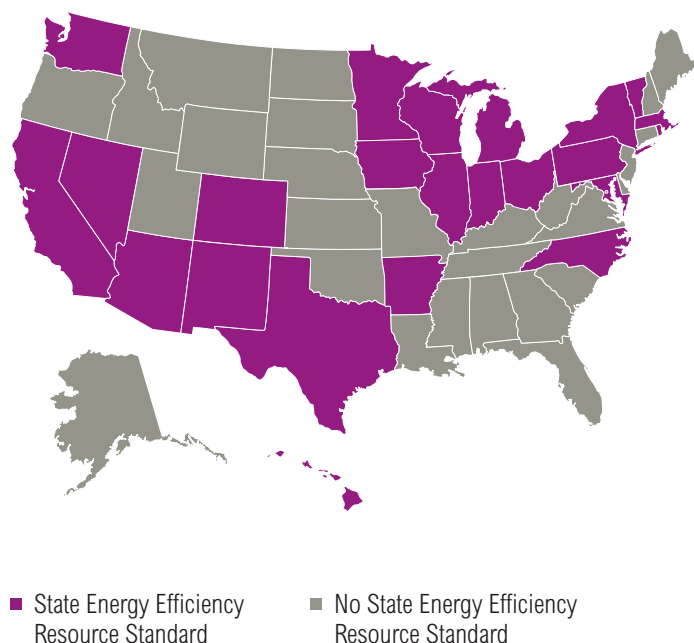 State Energy Efficiency
Resource Standard
No State Energy Efficiency
Resource Standard